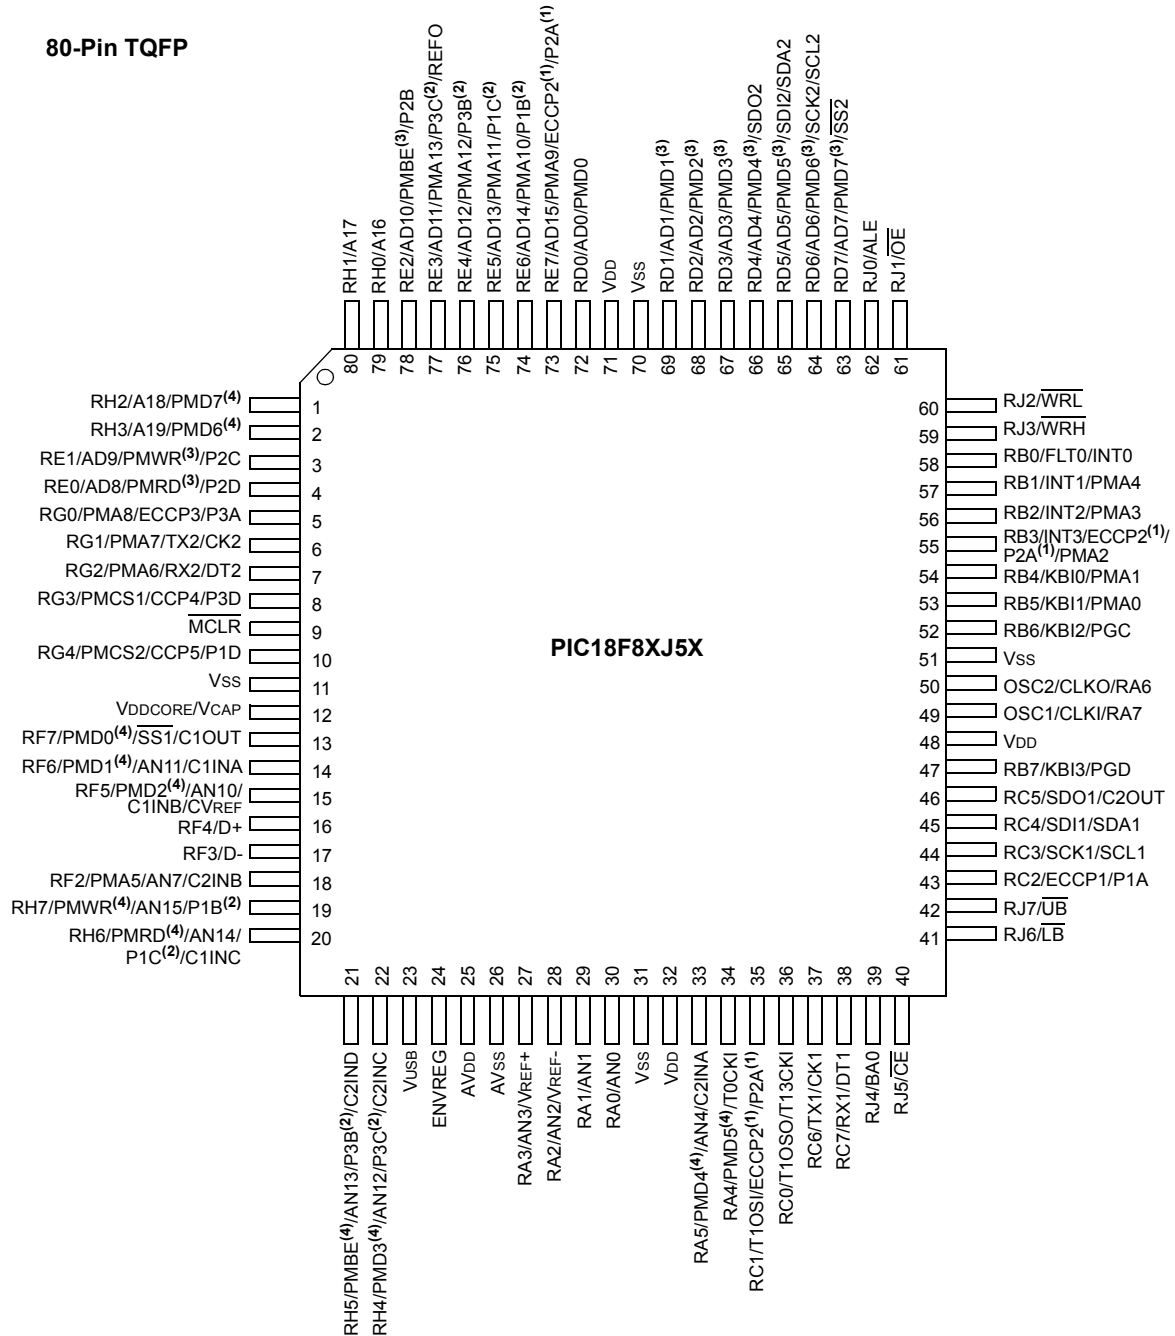 80-Pin TQFP
RH1/A17
RH0/A16
RE2/AD10/PMBE(3)/P2B
RE3/AD11/PMA13/P3C(2)/REFO
RE4/AD12/PMA12/P3B(2)
RE5/AD13/PMA11/P1C(2)
RE6/AD14/PMA10/P1B(2)
RE7/AD15/PMA9/ECCP2(1)/P2A(1)
RD0/AD0/PMD0
VDD
VSS
RD1/AD1/PMD1(3)
RD2/AD2/PMD2(3)
RD3/AD3/PMD3(3)
RD4/AD4/PMD4(3)/SDO2
RD5/AD5/PMD5(3)/SDI2/SDA2
RD6/AD6/PMD6(3)/SCK2/SCL2
RD7/AD7/PMD7(3)/SS2
RJ0/ALE
RJ1/OE
80 79 78 77 76 75 74 73 72 71 70 69 68 67 66 65 64 63 62 61
RH2/A18/PMD7(4) 1
RH3/A19/PMD6(4) 2
RE1/AD9/PMWR(3)/P2C 3
RE0/AD8/PMRD(3)/P2D 4
RG0/PMA8/ECCP3/P3A 5
RG1/PMA7/TX2/CK2 6
RG2/PMA6/RX2/DT2 7
RG3/PMCS1/CCP4/P3D 8
MCLR 9
RG4/PMCS2/CCP5/P1D 10
VSS 11
VDDCORE/VCAP 12
RF7/PMD0(4)/SS1/C1OUT 13
RF6/PMD1(4)/AN11/C1INA 14
RF5/PMD2(4)/AN10/
C1INB/CVREF 15
RF4/D+ 16
RF3/D- 17
RF2/PMA5/AN7/C2INB 18
RH7/PMWR(4)/AN15/P1B(2) 19
RH6/PMRD(4)/AN14/
P1C(2)/C1INC 20
PIC18F8XJ5X
60 RJ2/WRL
59 RJ3/WRH
58 RB0/FLT0/INT0
57 RB1/INT1/PMA4
56 RB2/INT2/PMA3
55 RB3/INT3/ECCP2(1)/
P2A(1)/PMA2
54 RB4/KBI0/PMA1
53 RB5/KBI1/PMA0
52 RB6/KBI2/PGC
51 VSS
50 OSC2/CLKO/RA6
49 OSC1/CLKI/RA7
48 VDD
47 RB7/KBI3/PGD
46 RC5/SDO1/C2OUT
45 RC4/SDI1/SDA1
44 RC3/SCK1/SCL1
43 RC2/ECCP1/P1A
42 RJ7/UB
41 RJ6/LB
21 22 23 24 25 26 27 28 29 30 31 32 33 34 35 36 37 38 39 40
RH5/PMBE(4)/AN13/P3B(2)/C2IND
RH4/PMD3(4)/AN12/P3C(2)/C2INC
VUSB
ENVREG
AVDD
AVSS
RA3/AN3/VREF+
RA2/AN2/VREF-
RA1/AN1
RA0/AN0
VSS
VDD
RA5/PMD4(4)/AN4/C2INA
RA4/PMD5(4)/T0CKI
RC1/T1OSI/ECCP2(1)/P2A(1)
RC0/T1OSO/T13CKI
RC6/TX1/CK1
RC7/RX1/DT1
RJ4/BA0
RJ5/CE